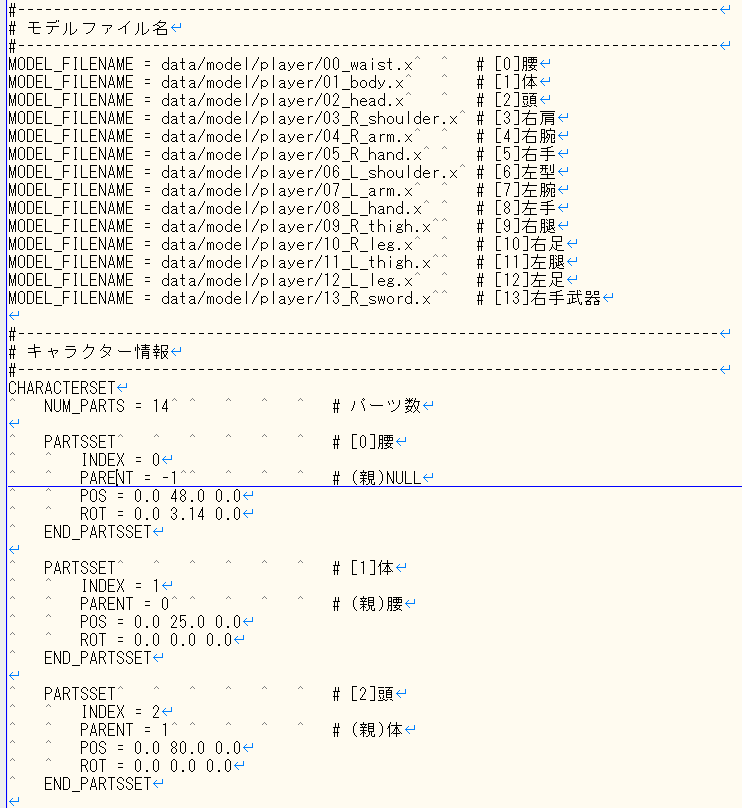 #------------------------------------------------------------------------------
# モデルファイル名
#------------------------------------------------------------------------------
MODEL_FILENAME = data/model/player/00_waist.x # [0]腰
MODEL_FILENAME = data/model/player/01_body.x # [1]体
MODEL_FILENAME = data/model/player/02_head.x # [2]頭
MODEL_FILENAME = data/model/player/03_R_shoulder.x # [3]右肩
MODEL_FILENAME = data/model/player/04_R_arm.x # [4]右腕
MODEL_FILENAME = data/model/player/05_R_hand.x # [5]右手
MODEL_FILENAME = data/model/player/06_L_shoulder.x # [6]左型
MODEL_FILENAME = data/model/player/07_L_arm.x # [7]左腕
MODEL_FILENAME = data/model/player/08_L_hand.x # [8]左手
MODEL_FILENAME = data/model/player/09_R_thigh.x # [9]右腿
MODEL_FILENAME = data/model/player/10_R_leg.x # [10]右足
MODEL_FILENAME = data/model/player/11_L_thigh.x # [11]左腿
MODEL_FILENAME = data/model/player/12_L_leg.x # [12]左足
MODEL_FILENAME = data/model/player/13_R_sword.x # [13]右手武器
#------------------------------------------------------------------------------
# キャラクター情報
#------------------------------------------------------------------------------
CHARACTERSET
NUM_PARTS = 14 # パーツ数
PARTSSET # [0]腰
INDEX = 0
PARENT = -1 # (親)NULL
POS = 0.0 48.0 0.0
ROT = 0.0 3.14 0.0
END_PARTSSET
PARTSSET # [1]体
INDEX = 1
PARENT = 0 # (親)腰
POS = 0.0 25.0 0.0
ROT = 0.0 0.0 0.0
END_PARTSSET
PARTSSET # [2]頭
INDEX = 2
PARENT = 1 # (親)体
POS = 0.0 80.0 0.0
ROT = 0.0 0.0 0.0
END_PARTSSET